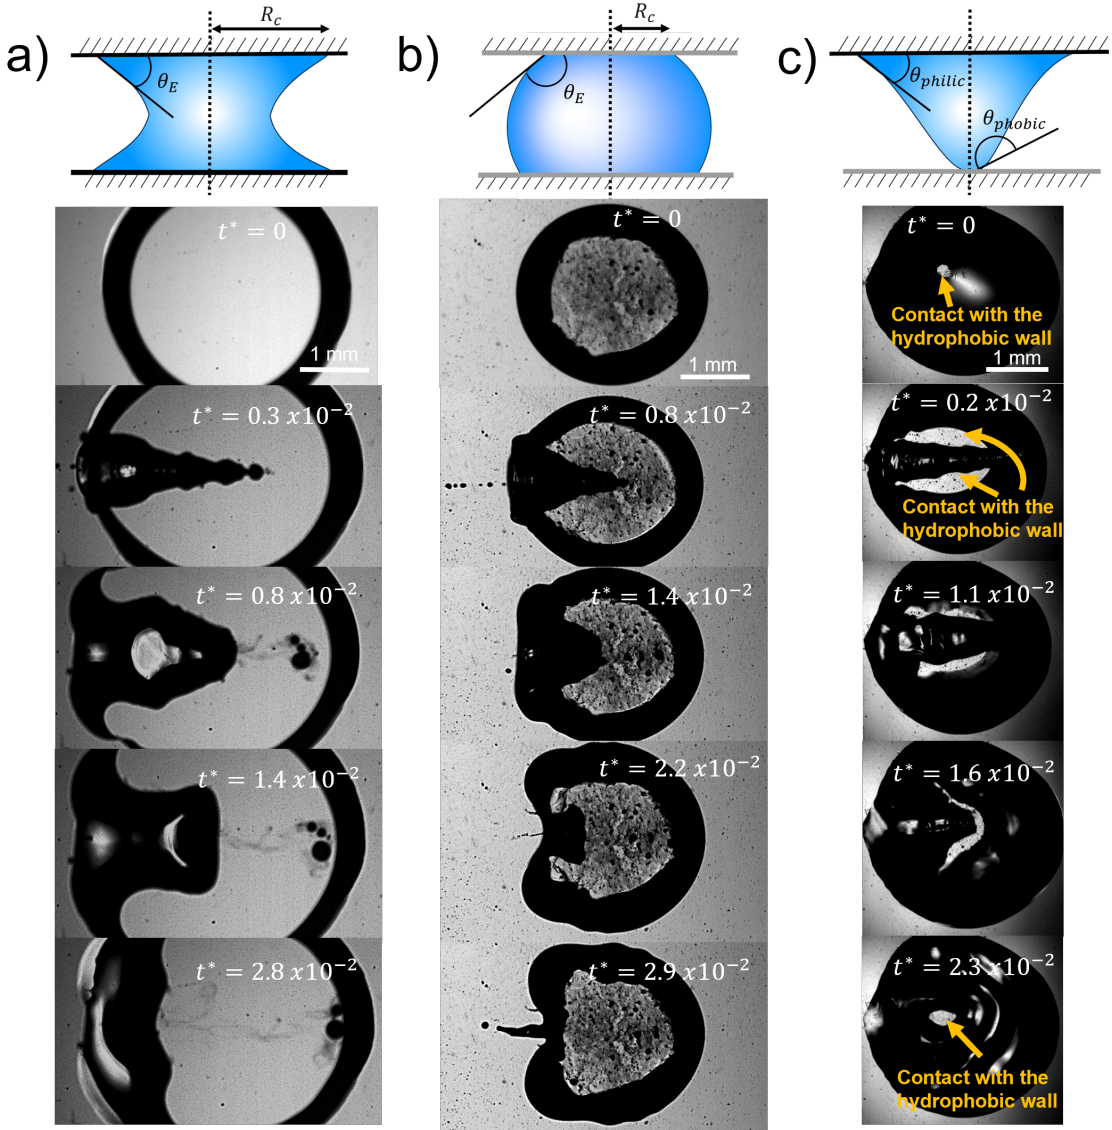 a)
R_c
θ_E
t* = 0
1 mm
t* = 0.3 x10⁻²
t* = 0.8 x10⁻²
t* = 1.4 x10⁻²
t* = 2.8 x10⁻²
b)
R_c
θ_E
t* = 0
1 mm
t* = 0.8 x10⁻²
t* = 1.4 x10⁻²
t* = 2.2 x10⁻²
t* = 2.9 x10⁻²
c)
θ_philic
θ_phobic
t* = 0
Contact with the
hydrophobic wall
1 mm
t* = 0.2 x10⁻²
Contact with the
hydrophobic wall
t* = 1.1 x10⁻²
t* = 1.6 x10⁻²
t* = 2.3 x10⁻²
Contact with the
hydrophobic wall